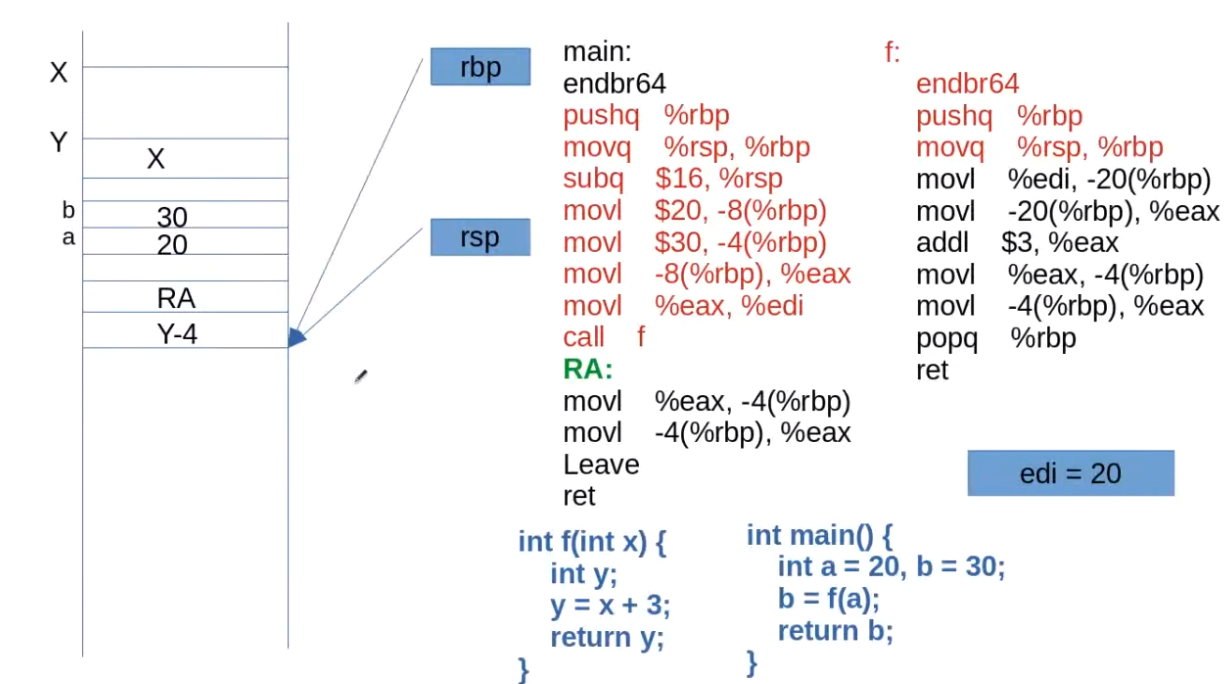 X
Y
X
b
30
a
20
RA
Y-4
rbp
rsp
main:
endbr64
pushq %rbp
movq %rsp, %rbp
subq $16, %rsp
movl $20, -8(%rbp)
movl $30, -4(%rbp)
movl -8(%rbp), %eax
movl %eax, %edi
call f
RA:
movl %eax, -4(%rbp)
movl -4(%rbp), %eax
Leave
ret
f:
endbr64
pushq %rbp
movq %rsp, %rbp
movl %edi, -20(%rbp)
movl -20(%rbp), %eax
addl $3, %eax
movl %eax, -4(%rbp)
movl -4(%rbp), %eax
popq %rbp
ret
edi = 20
int f(int x) {
int y;
y = x + 3;
return y;
}
int main() {
int a = 20, b = 30;
b = f(a);
return b;
}